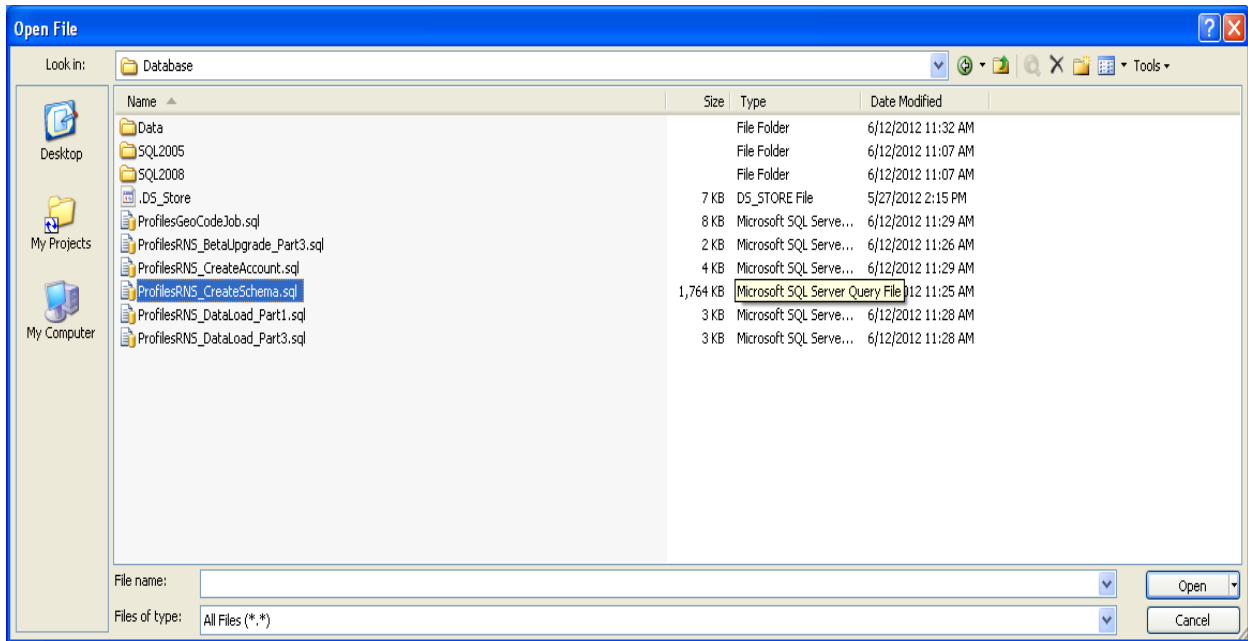 Open File
Look in: Database Tools
Name Size Type Date Modified
Data File Folder 6/12/2012 11:32 AM
SQL2005 File Folder 6/12/2012 11:07 AM
SQL2008 File Folder 6/12/2012 11:07 AM
.DS_Store 7 KB DS_STORE File 5/27/2012 2:15 PM
ProfilesGeoCodeJob.sql 8 KB Microsoft SQL Serve... 6/12/2012 11:29 AM
ProfilesRNS_BetaUpgrade_Part3.sql 2 KB Microsoft SQL Serve... 6/12/2012 11:26 AM
ProfilesRNS_CreateAccount.sql 4 KB Microsoft SQL Serve... 6/12/2012 11:29 AM
ProfilesRNS_CreateSchema.sql 1,764 KB Microsoft SQL Server Query File 012 11:25 AM
ProfilesRNS_DataLoad_Part1.sql 3 KB Microsoft SQL Serve... 6/12/2012 11:28 AM
ProfilesRNS_DataLoad_Part3.sql 3 KB Microsoft SQL Serve... 6/12/2012 11:28 AM
Desktop
My Projects
My Computer
File name: Open
Files of type: All Files (*.*) Cancel